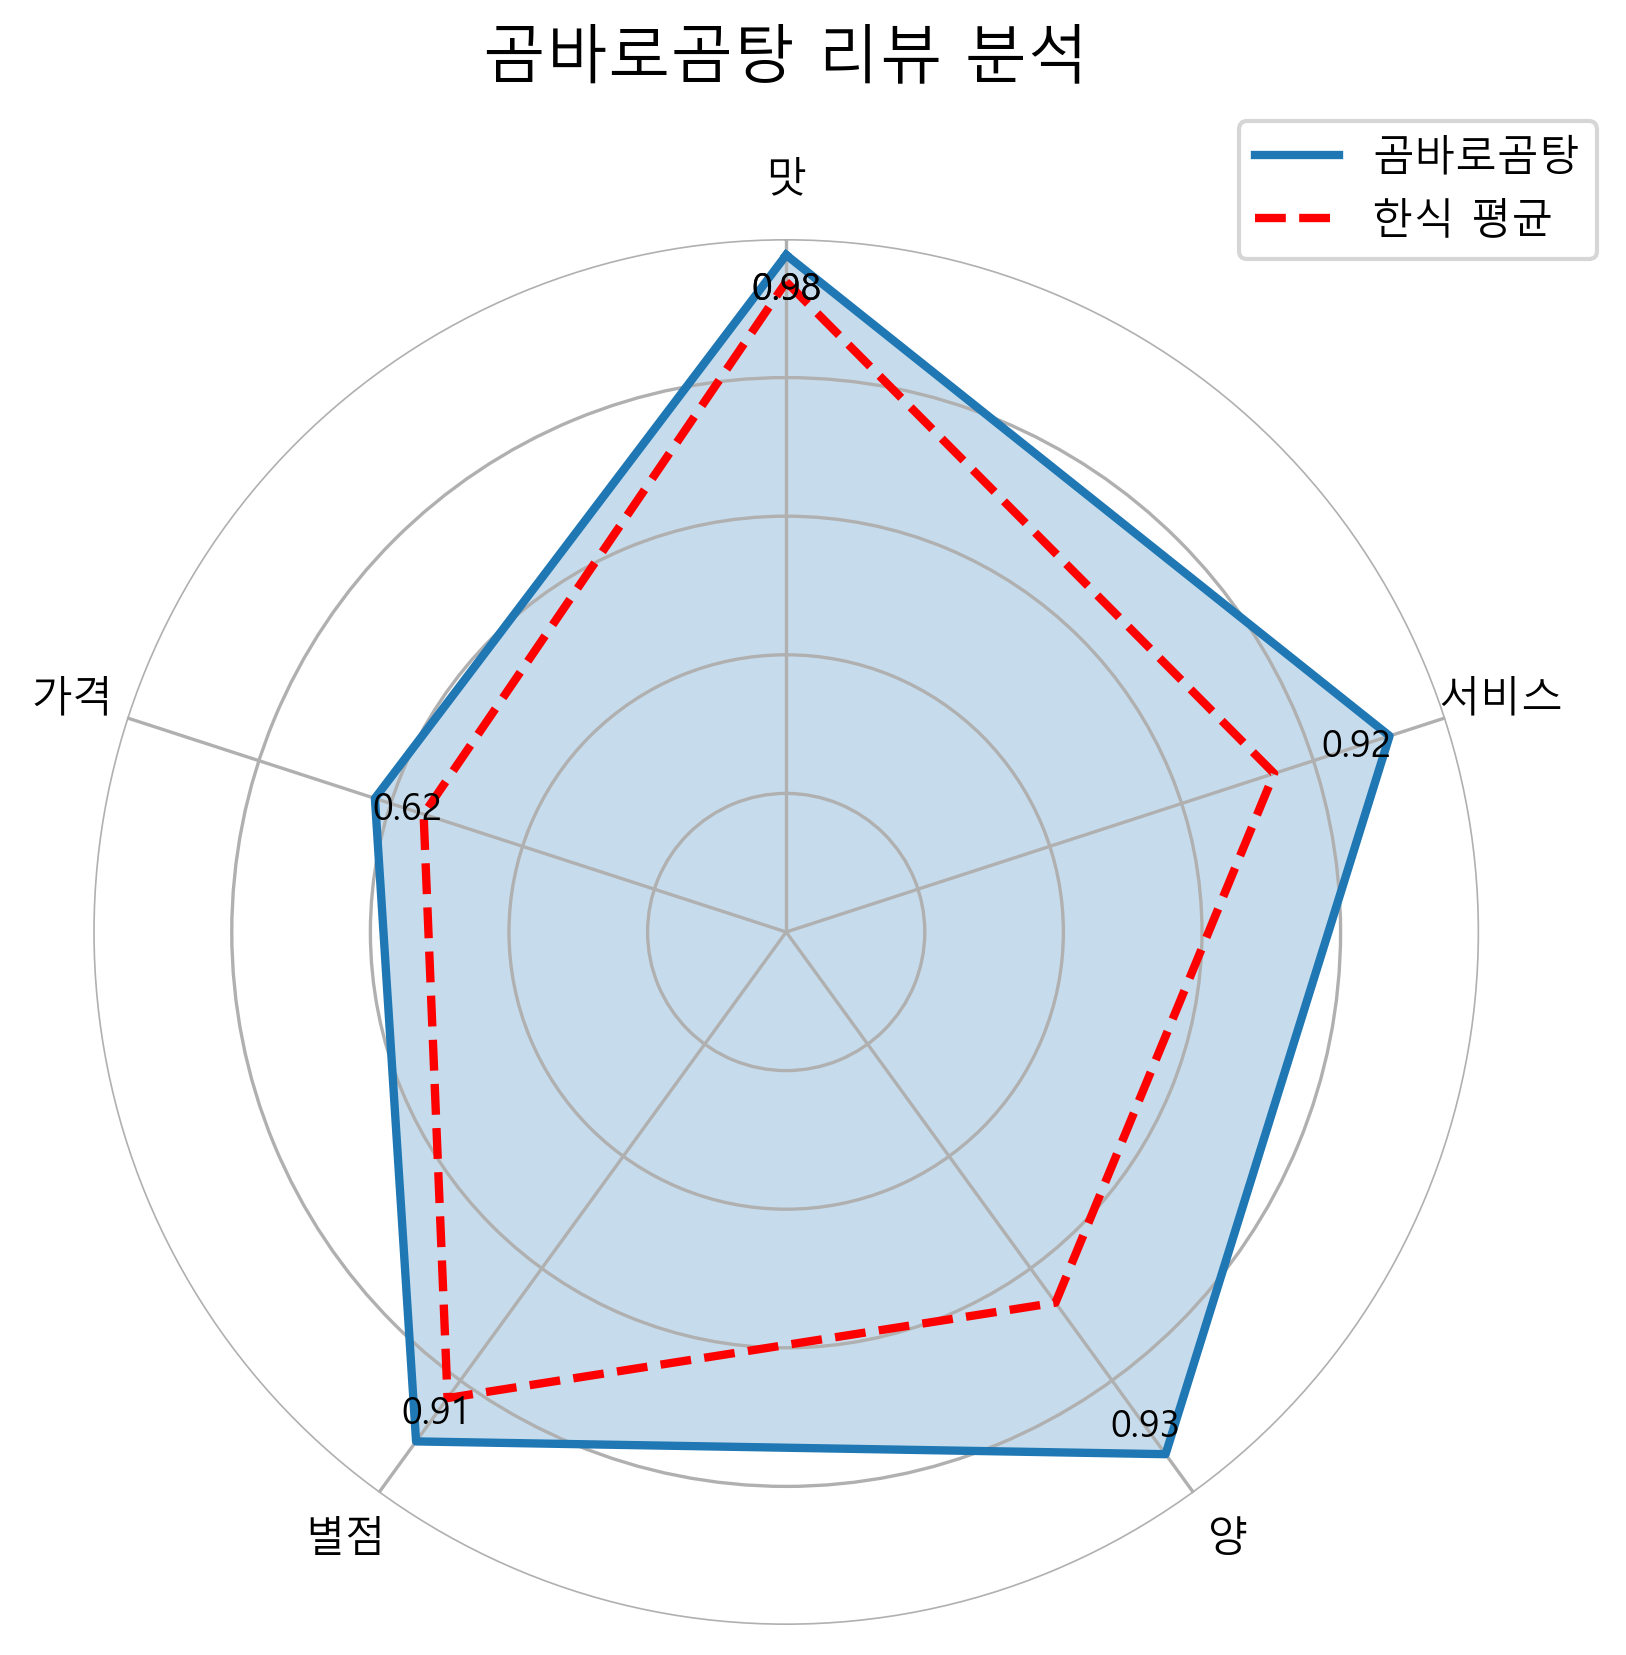 곰바로곰탕 리뷰 분석
곰바로곰탕
한식 평균
맛
0.98
가격
서비스
0.92
0.62
0.91
0.93
별점
양